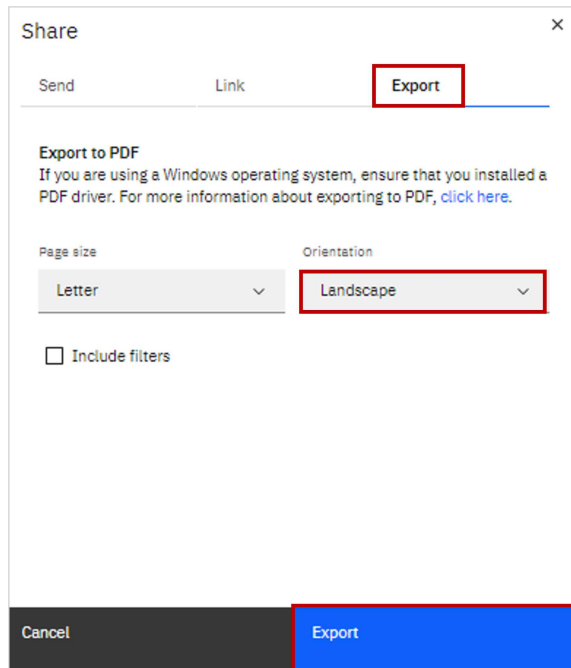 Share
Send Link Export
Export to PDF
If you are using a Windows operating system, ensure that you installed a
PDF driver. For more information about exporting to PDF, click here.
Page size Orientation
Letter Landscape
Include filters
Cancel Export